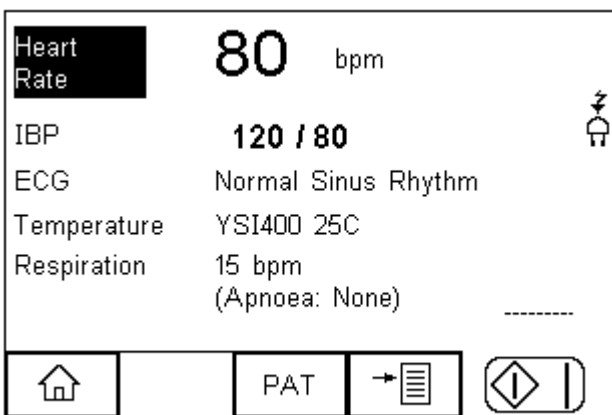 Heart
Rate
80 bpm
IBP 120 / 80
ECG Normal Sinus Rhythm
Temperature YSI400 25C
Respiration 15 bpm
(Apnoea: None)
---------
PAT